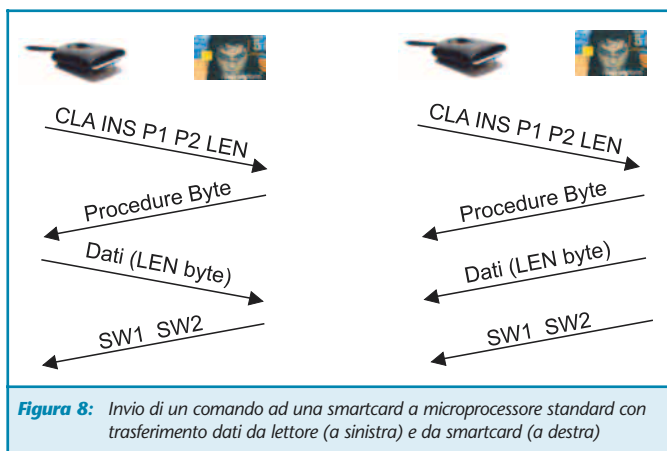 CLA INS P1 P2 LEN
Procedure Byte
Dati (LEN byte)
SW1 SW2
CLA INS P1 P2 LEN
Procedure Byte
Dati (LEN byte)
SW1 SW2
Figura 8: Invio di un comando ad una smartcard a microprocessore standard con
trasferimento dati da lettore (a sinistra) e da smartcard (a destra)